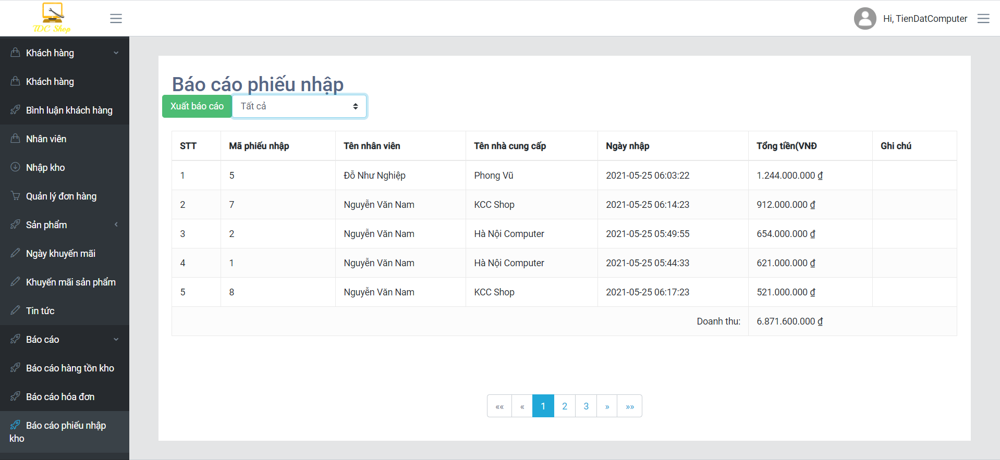 TDC Shop
Hi, TienDatComputer
Khách hàng
Khách hàng
Bình luận khách hàng
Nhân viên
Nhập kho
Quản lý đơn hàng
Sản phẩm
Ngày khuyến mãi
Khuyến mãi sản phẩm
Tin tức
Báo cáo
Báo cáo hàng tồn kho
Báo cáo hóa đơn
Báo cáo phiếu nhập
kho
Báo cáo phiếu nhập
Xuất báo cáo Tất cả
STT Mã phiếu nhập Tên nhân viên Tên nhà cung cấp Ngày nhập Tổng tiền(VNĐ Ghi chú
1 5 Đỗ Như Nghiệp Phong Vũ 2021-05-25 06:03:22 1.244.000.000 ₫
2 7 Nguyễn Văn Nam KCC Shop 2021-05-25 06:14:23 912.000.000 ₫
3 2 Nguyễn Văn Nam Hà Nội Computer 2021-05-25 05:49:55 654.000.000 ₫
4 1 Nguyễn Văn Nam Hà Nội Computer 2021-05-25 05:44:33 621.000.000 ₫
5 8 Nguyễn Văn Nam KCC Shop 2021-05-25 06:17:23 521.000.000 ₫
Doanh thu: 6.871.600.000 ₫
«« « 1 2 3 » »»